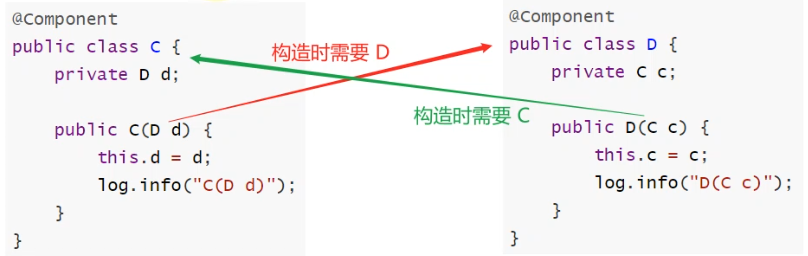 @Component
public class C {
    private D d;
    public C(D d) {
        this.d = d;
        log.info("C(D d)");
    }
}
构造时需要 D
构造时需要 C
@Component
public class D {
    private C c;
    public D(C c) {
        this.c = c;
        log.info("D(C c)");
    }
}